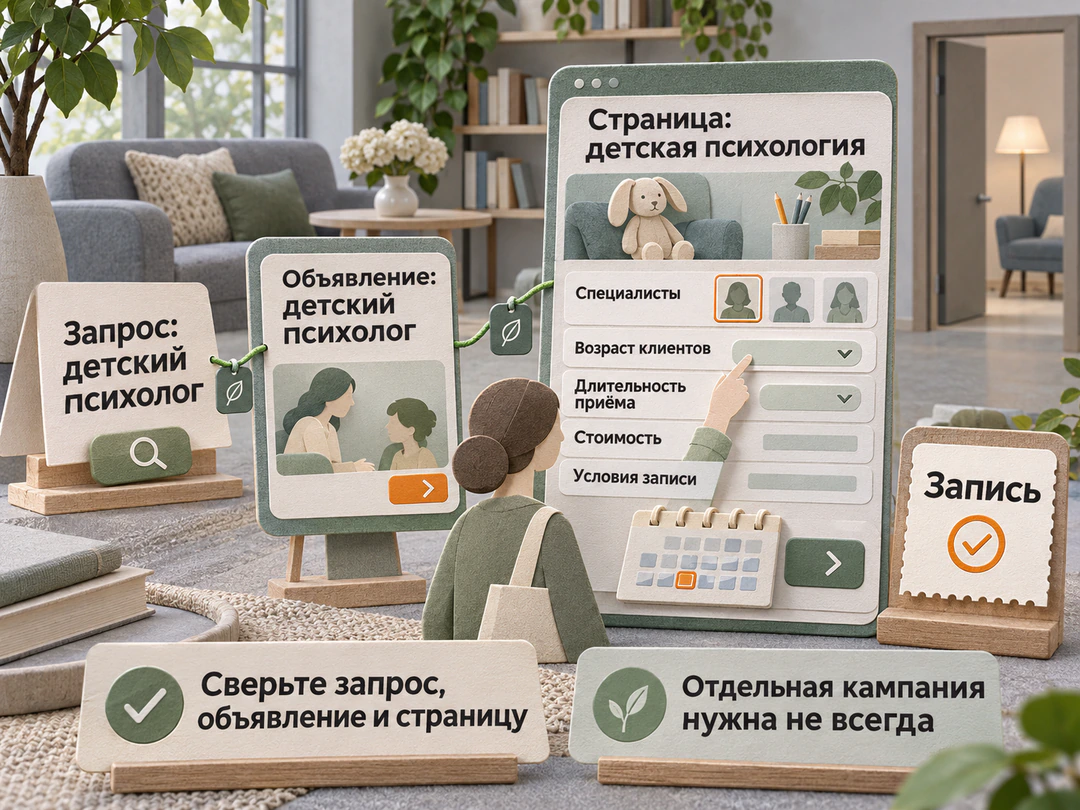 Запрос:
детский
психолог
Объявление:
детский
психолог
Страница:
детская психология
Специалисты
Возраст клиентов
Длительность
приёма
Стоимость
Условия записи
Запись
Сверьте запрос,
объявление и страницу
Отдельная кампания
нужна не всегда